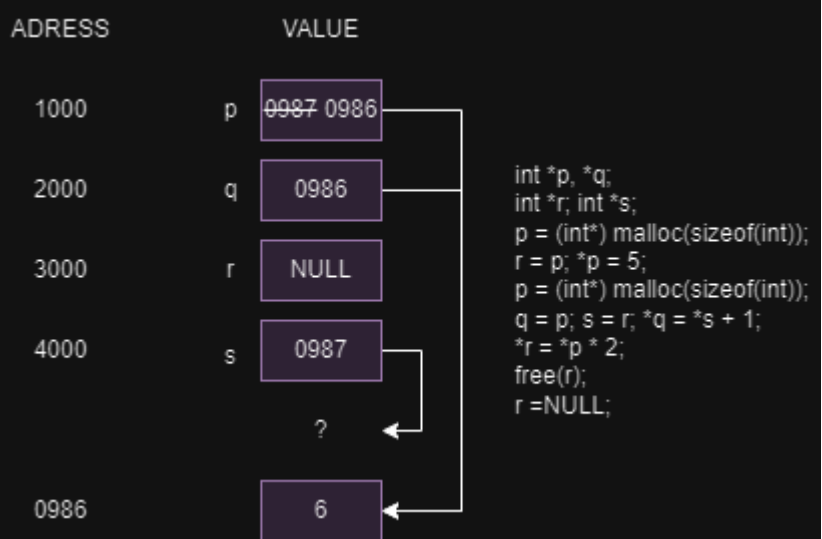 ADRESS VALUE
1000 p 0987 0986
2000 q 0986
3000 r NULL
4000 s 0987
?
0986 6
int *p, *q;
int *r; int *s;
p = (int*) malloc(sizeof(int));
r = p; *p = 5;
p = (int*) malloc(sizeof(int));
q = p; s = r; *q = *s + 1;
*r = *p * 2;
free(r);
r =NULL;